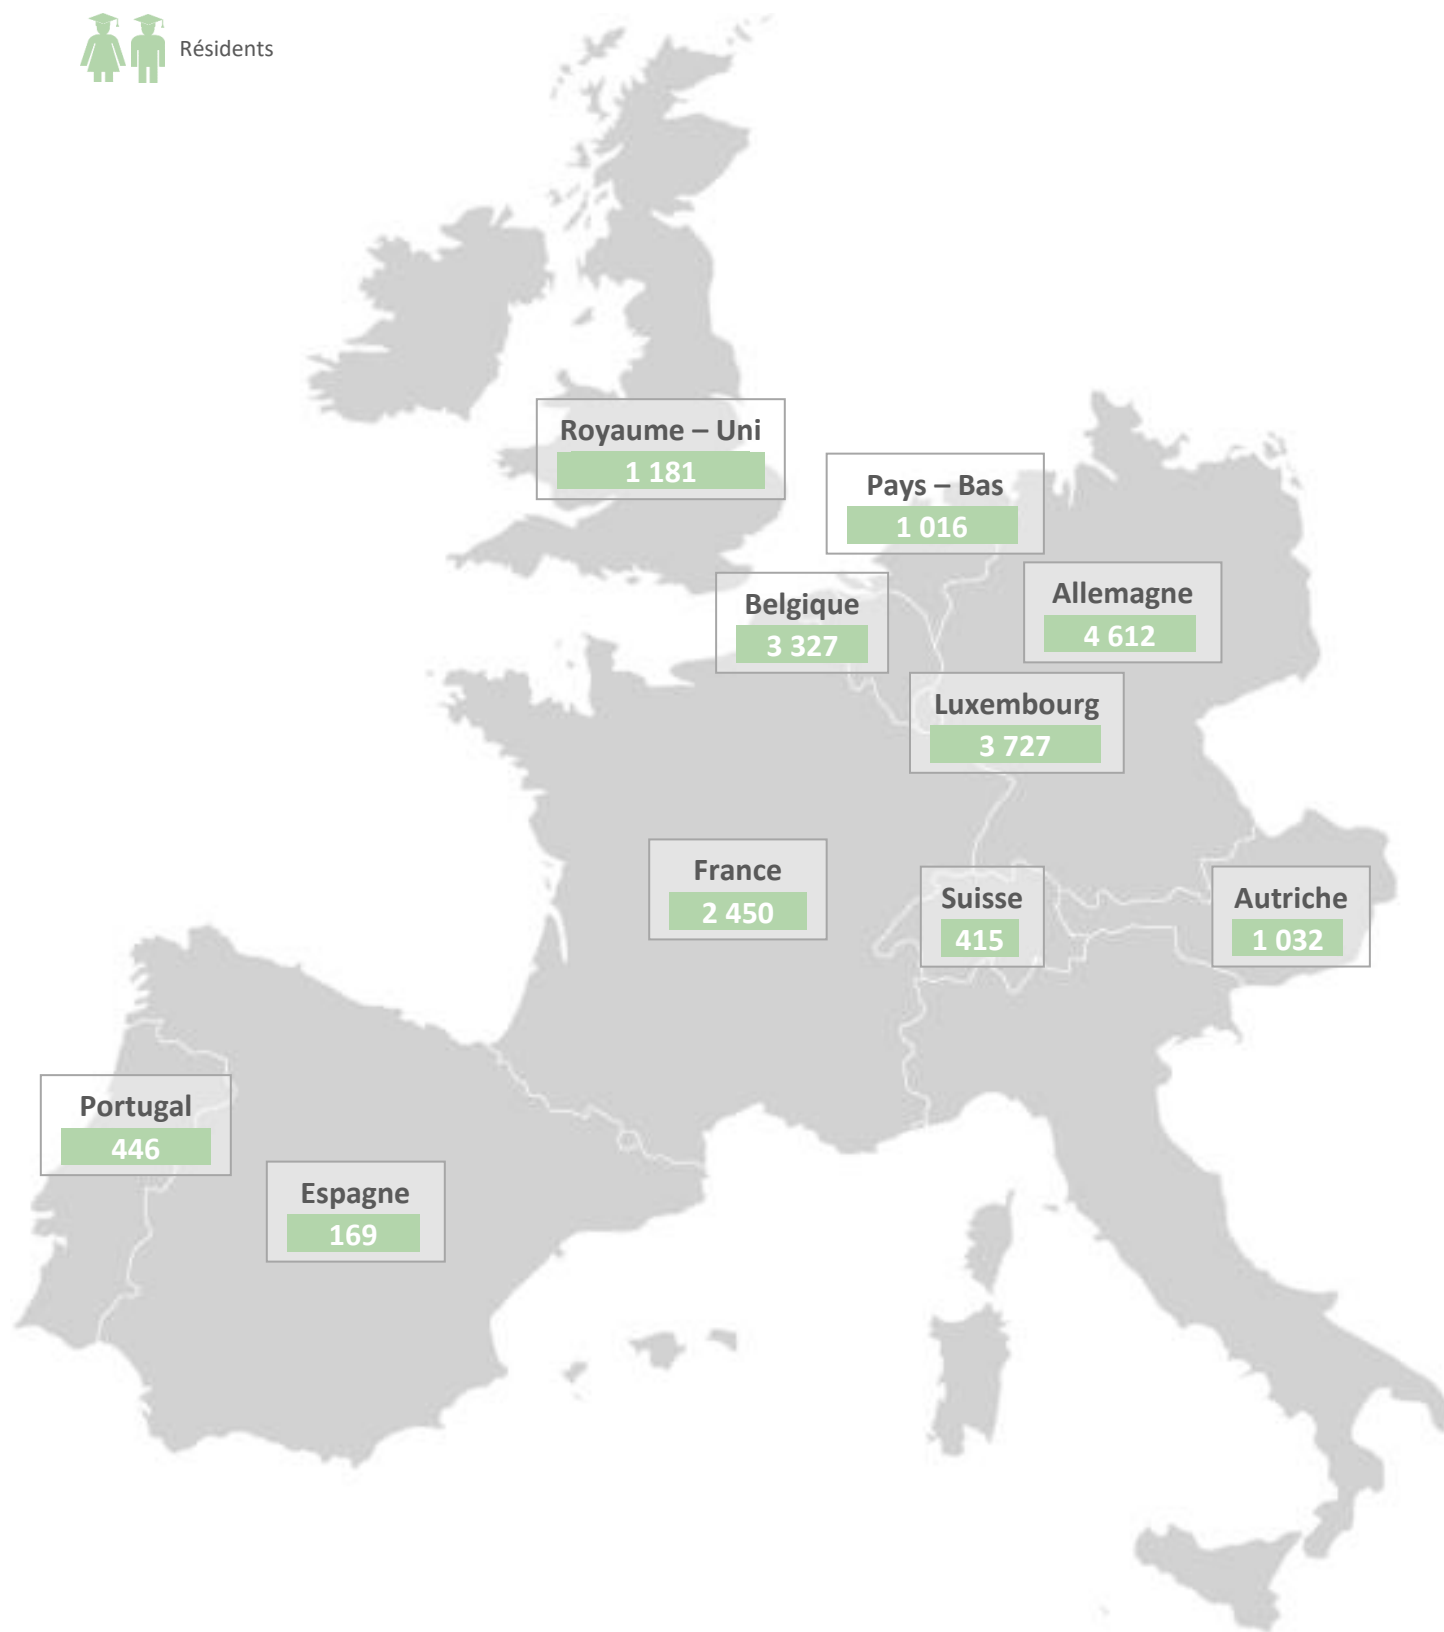 Résidents
Royaume – Uni
1 181
Pays – Bas
1 016
Allemagne
4 612
Belgique
3 327
Luxembourg
3 727
France
2 450
Suisse
415
Autriche
1 032
Portugal
446
Espagne
169